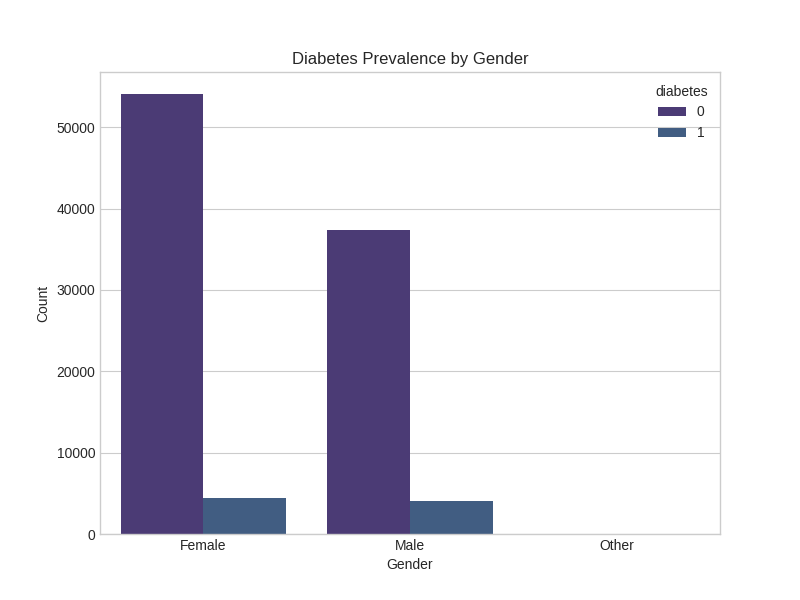 Diabetes Prevalence by Gender
diabetes
0
1
50000
40000
30000
20000
10000
0
Count
Female
Male
Other
Gender